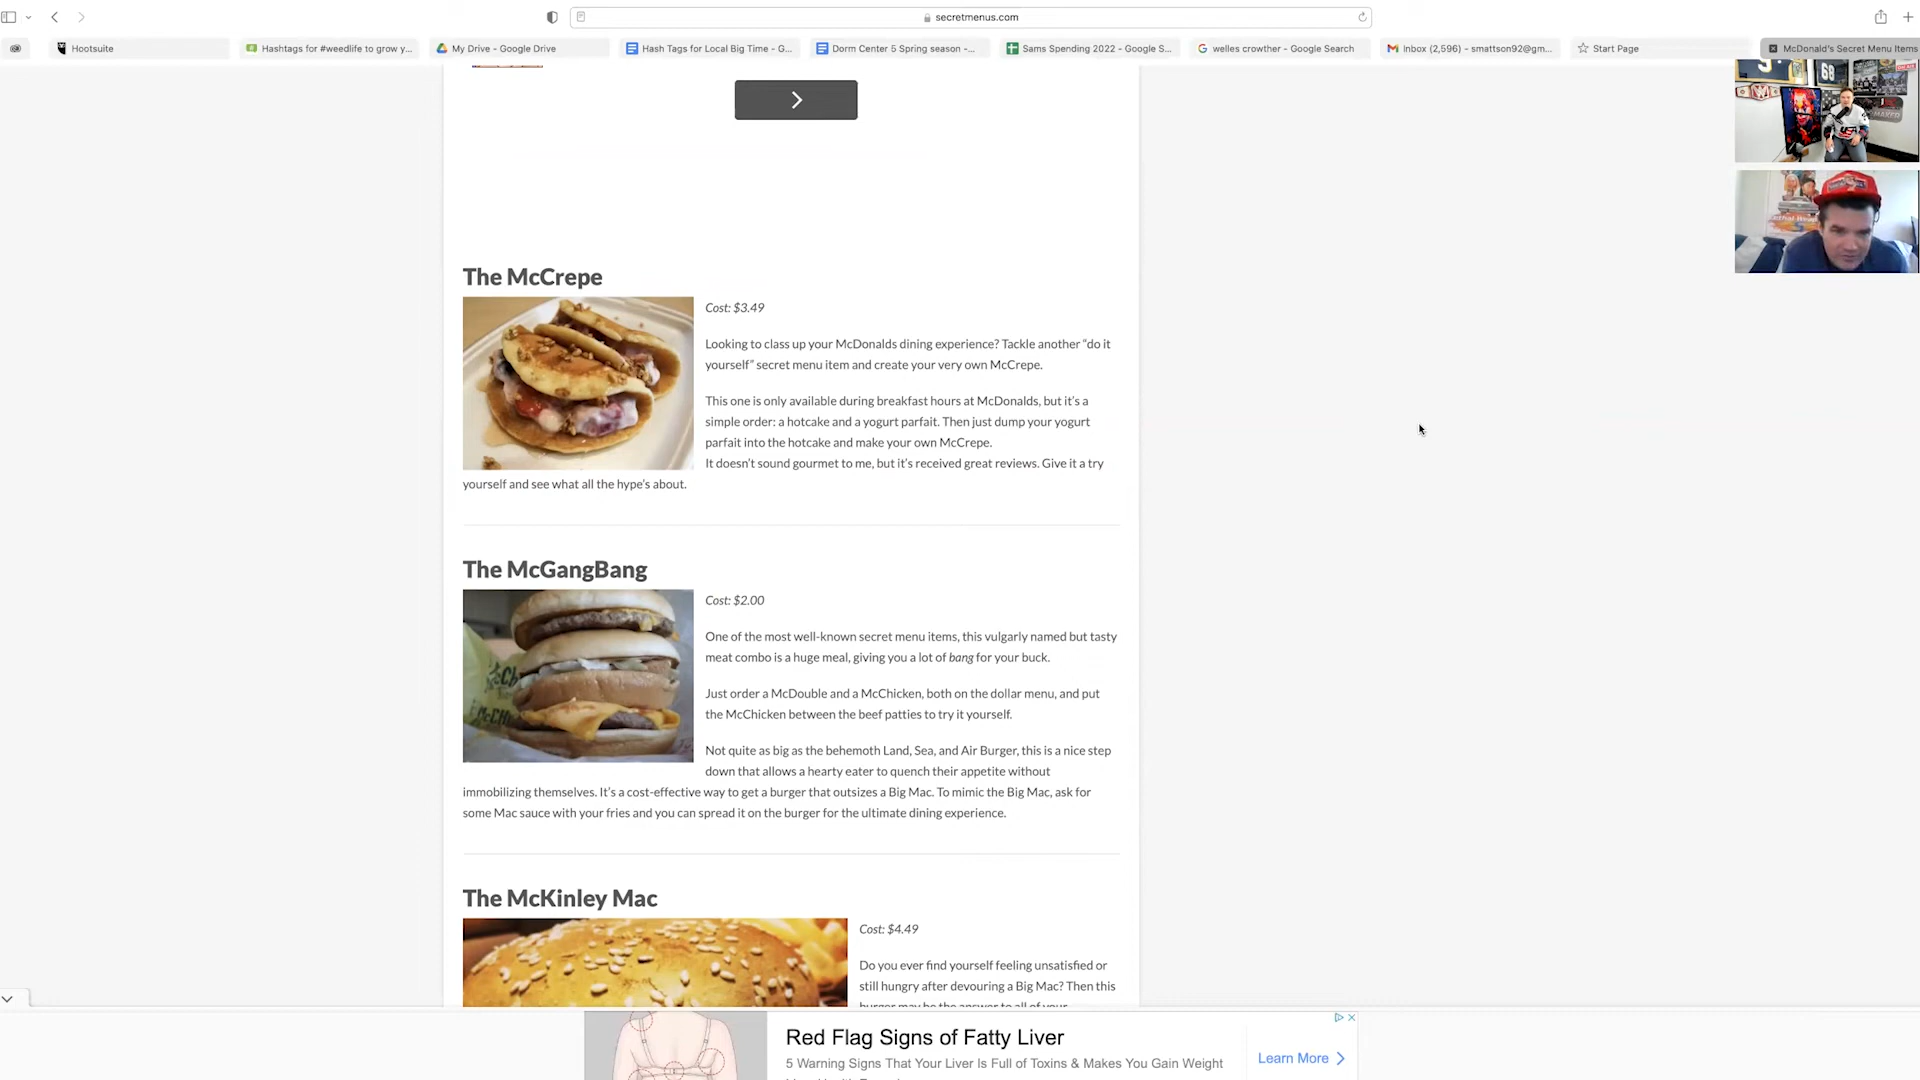 secretmenus.com
Hootsuite
Hashtags for #weedlife to grow y...
My Drive - Google Drive
Hash Tags for Local Big Time - G...
Dorm Center 5 Spring season -...
Sams Spending 2022 - Google S...
welles crowther - Google Search
Inbox (2,596) - smattson92@gm...
Start Page
McDonald's Secret Menu Items
68
The McCrepe
Cost: $3.49
Looking to class up your McDonalds dining experience? Tackle another “do it
yourself” secret menu item and create your very own McCrepe.
This one is only available during breakfast hours at McDonalds, but it’s a
simple order: a hotcake and a yogurt parfait. Then just dump your yogurt
parfait into the hotcake and make your own McCrepe.
It doesn’t sound gourmet to me, but it’s received great reviews. Give it a try
yourself and see what all the hype’s about.
The McGangBang
Cost: $2.00
One of the most well-known secret menu items, this vulgarly named but tasty
meat combo is a huge meal, giving you a lot of bang for your buck.
Just order a McDouble and a McChicken, both on the dollar menu, and put
the McChicken between the beef patties to try it yourself.
Not quite as big as the behemoth Land, Sea, and Air Burger, this is a nice step
down that allows a hearty eater to quench their appetite without
immobilizing themselves. It’s a cost-effective way to get a burger that outsizes a Big Mac. To mimic the Big Mac, ask for
some Mac sauce with your fries and you can spread it on the burger for the ultimate dining experience.
The McKinley Mac
Cost: $4.49
Do you ever find yourself feeling unsatisfied or
still hungry after devouring a Big Mac? Then this
Red Flag Signs of Fatty Liver
5 Warning Signs That Your Liver Is Full of Toxins & Makes You Gain Weight
Learn More